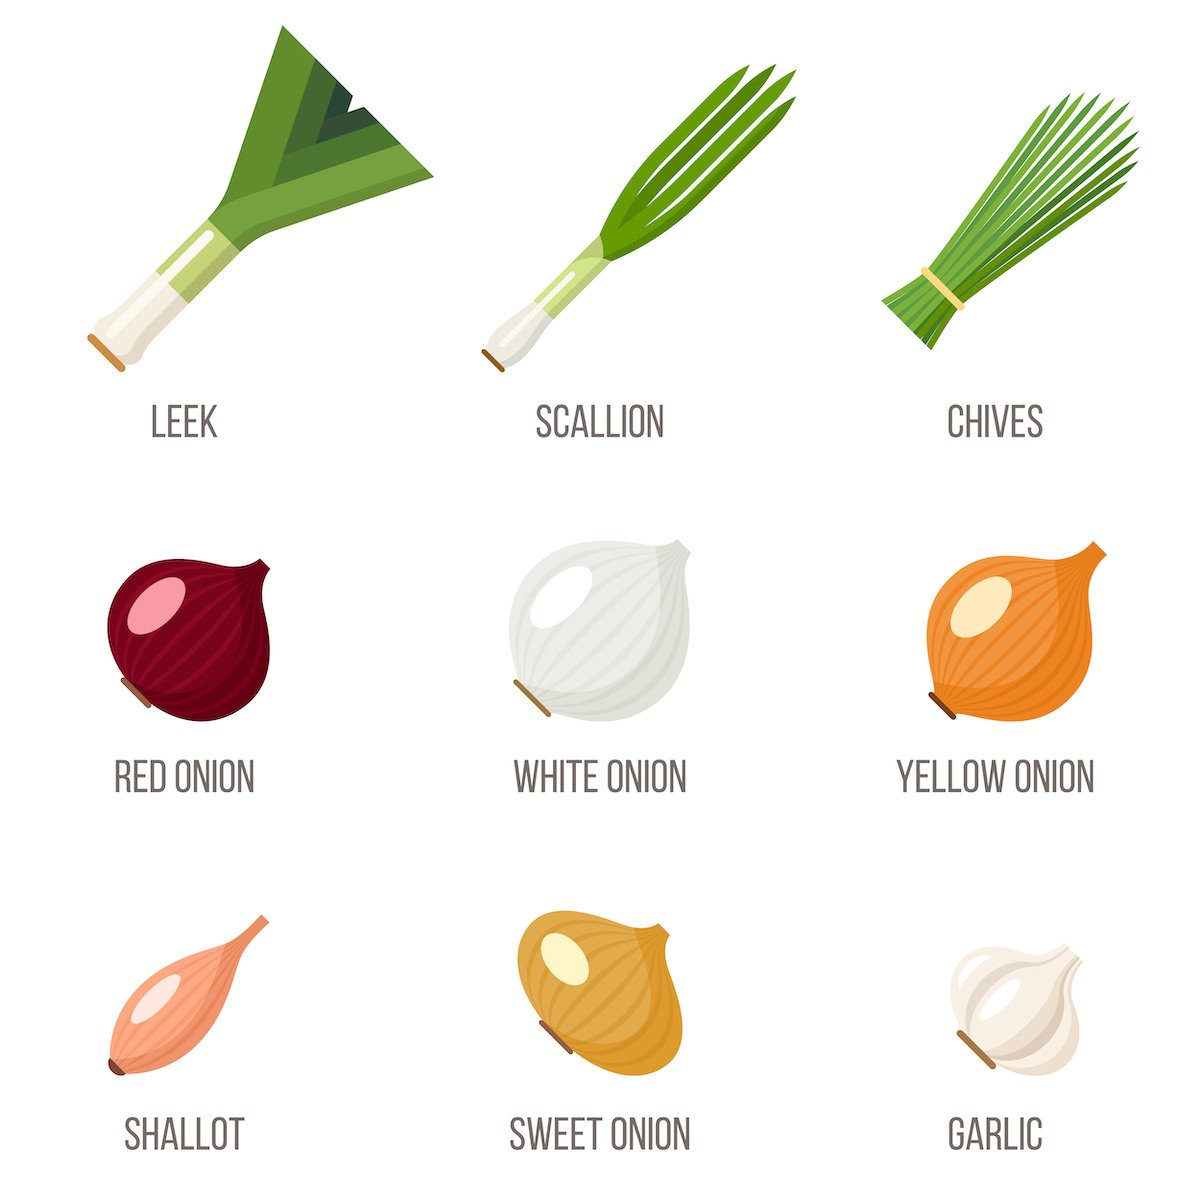 LEEK
SCALLION
CHIVES
RED ONION
WHITE ONION
YELLOW ONION
SHALLOT
SWEET ONION
GARLIC